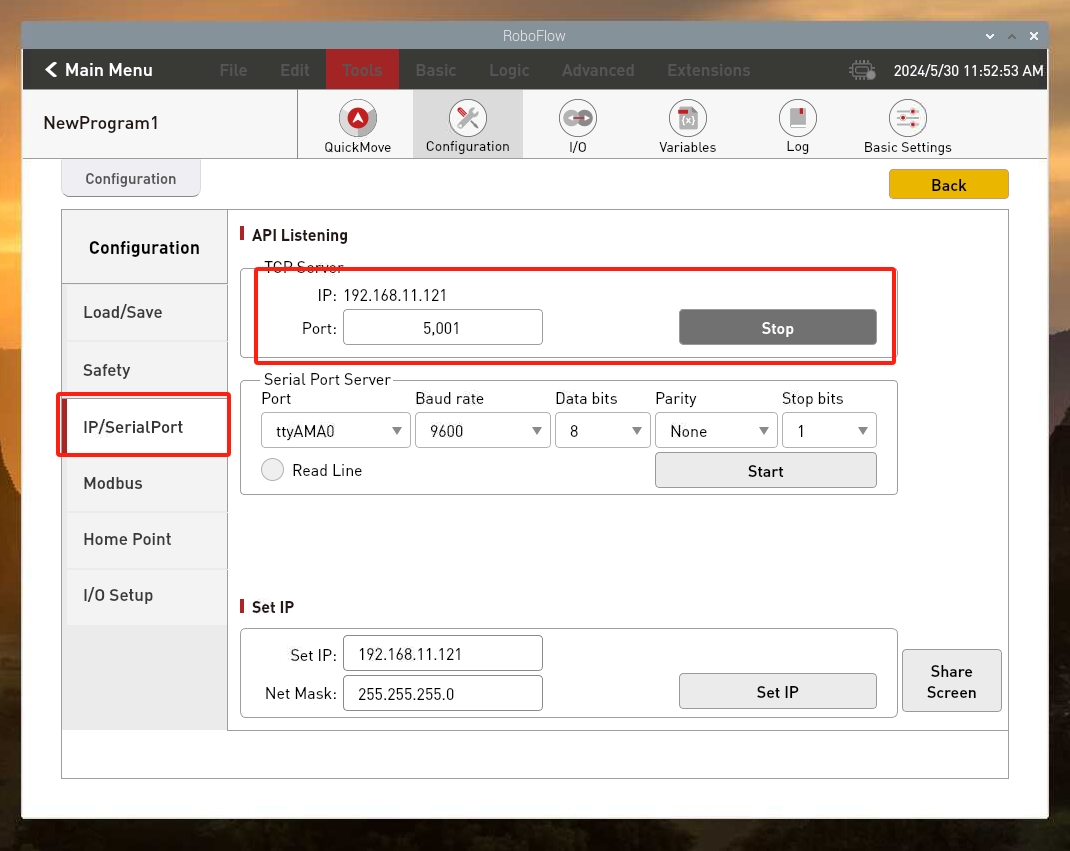 RoboFlow
Main Menu File Edit Tools Basic Logic Advanced Extensions 2024/5/30 11:52:53 AM
NewProgram1
QuickMove Configuration I/O Variables Log Basic Settings
Configuration
Back
Configuration
Load/Save
Safety
IP/SerialPort
Modbus
Home Point
I/O Setup
API Listening
TCP Server
IP: 192.168.11.121
Port: 5,001 Stop
Serial Port Server
Port Baud rate Data bits Parity Stop bits
ttyAMA0 9600 8 None 1
Read Line Start
Set IP
Set IP: 192.168.11.121
Net Mask: 255.255.255.0 Set IP
Share
Screen